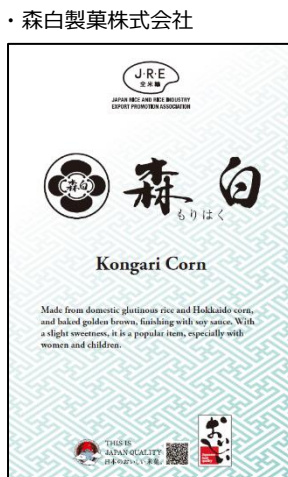 ・森白製菓株式会社
J・R・E
全米輸
JAPAN RICE AND RICE INDUSTRY
EXPORT PROMOTION ASSOCIATION
森白
森白
もりはく
Kongari Corn
Made from domestic glutinous rice and Hokkaido corn,
and baked golden brown, finishing with soy sauce. With
a slight sweetness, it is a popular item, especially with
women and children.
THIS IS
JAPAN QUALITY
日本のおいしい米菓。
おいしい